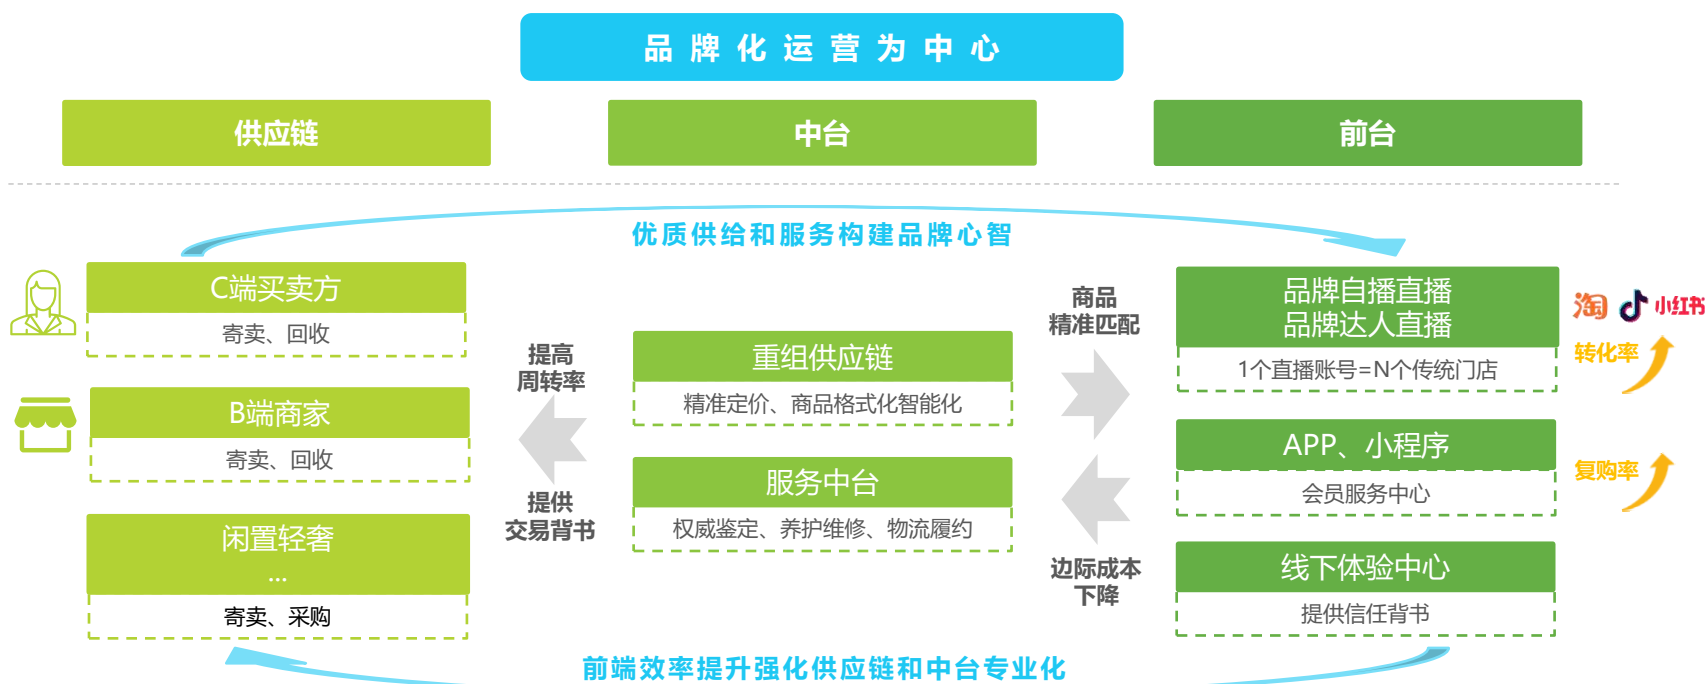 品牌化运营为中心
供应链
中台
前台
优质供给和服务构建品牌心智
C端买卖方
寄卖、回收
B端商家
寄卖、回收
闲置轻奢
...
寄卖、采购
提高
周转率
提供
交易背书
重组供应链
精准定价、商品格式化智能化
服务中台
权威鉴定、养护维修、物流履约
商品
精准匹配
边际成本
下降
品牌自播直播
品牌达人直播
1个直播账号=N个传统门店
APP、小程序
会员服务中心
线下体验中心
提供信任背书
淘
小红书
转化率
复购率
前端效率提升强化供应链和中台专业化